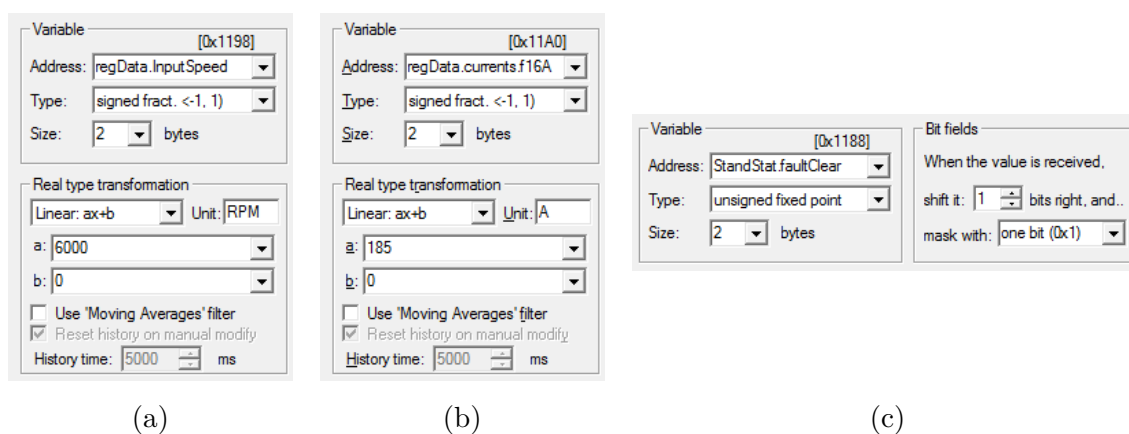 Variable
[0x1198]
Address: regData.InputSpeed
Type: signed fract. <-1, 1)
Size: 2 bytes
Real type transformation
Linear: ax+b Unit: RPM
a: 6000
b: 0
Use 'Moving Averages' filter
Reset history on manual modify
History time: 5000 ms
(a)
Variable
[0x11A0]
Address: regData.currents.f16A
Type: signed fract. <-1, 1)
Size: 2 bytes
Real type transformation
Linear: ax+b Unit: A
a: 185
b: 0
Use 'Moving Averages' filter
Reset history on manual modify
History time: 5000 ms
(b)
Variable
[0x1188]
Address: StandStat.faultClear
Type: unsigned fixed point
Size: 2 bytes
Bit fields
When the value is received,
shift it: 1 bits right, and..
mask with: one bit (0x1)
(c)